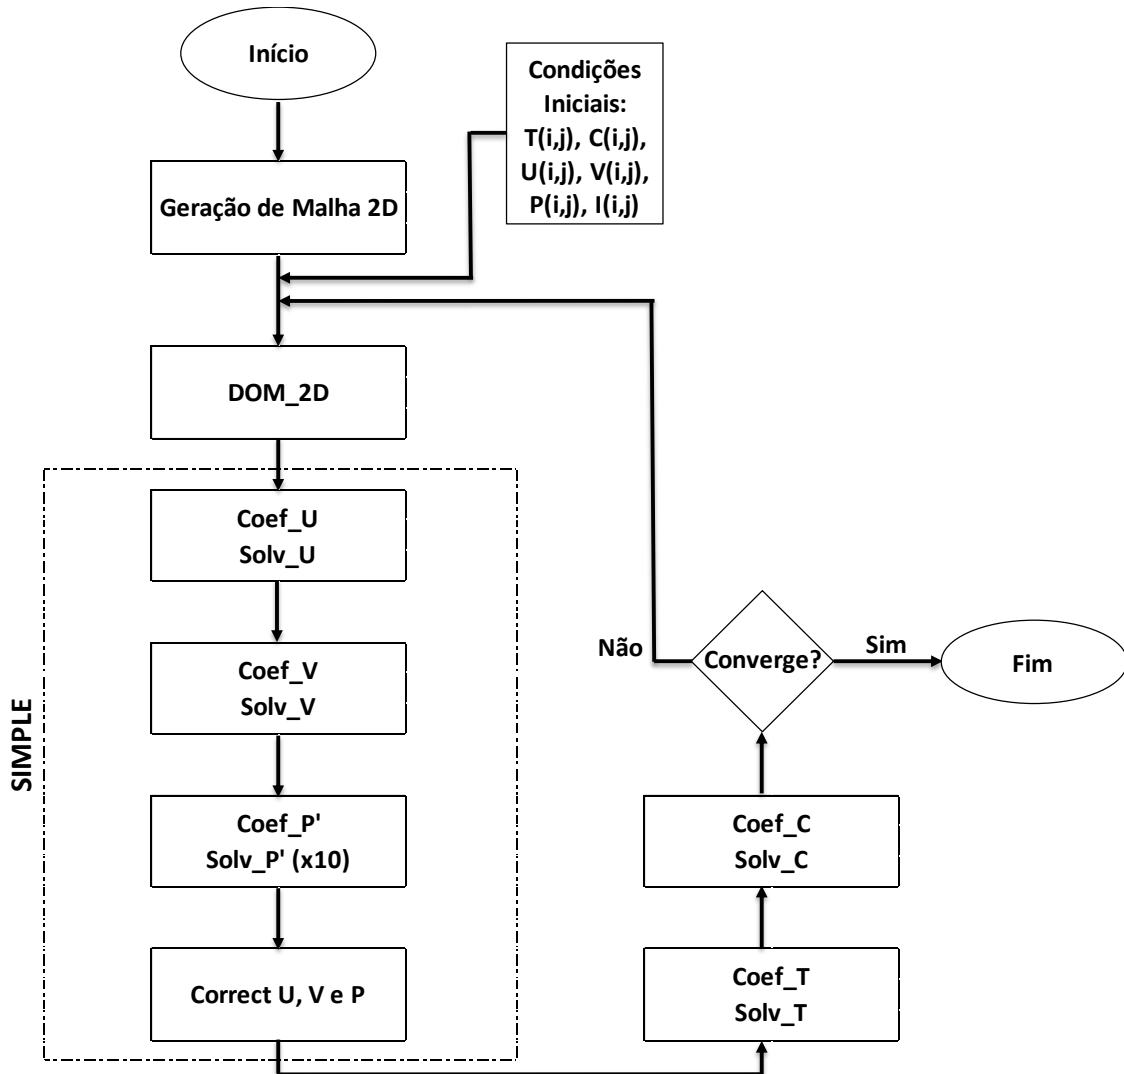 Início
Condições
Iniciais:
T(i,j), C(i,j),
U(i,j), V(i,j),
P(i,j), I(i,j)
Geração de Malha 2D
DOM_2D
SIMPLE
Coef_U
Solv_U
Coef_V
Solv_V
Coef_P'
Solv_P' (x10)
Correct U, V e P
Coef_T
Solv_T
Coef_C
Solv_C
Converge?
Não
Sim
Fim